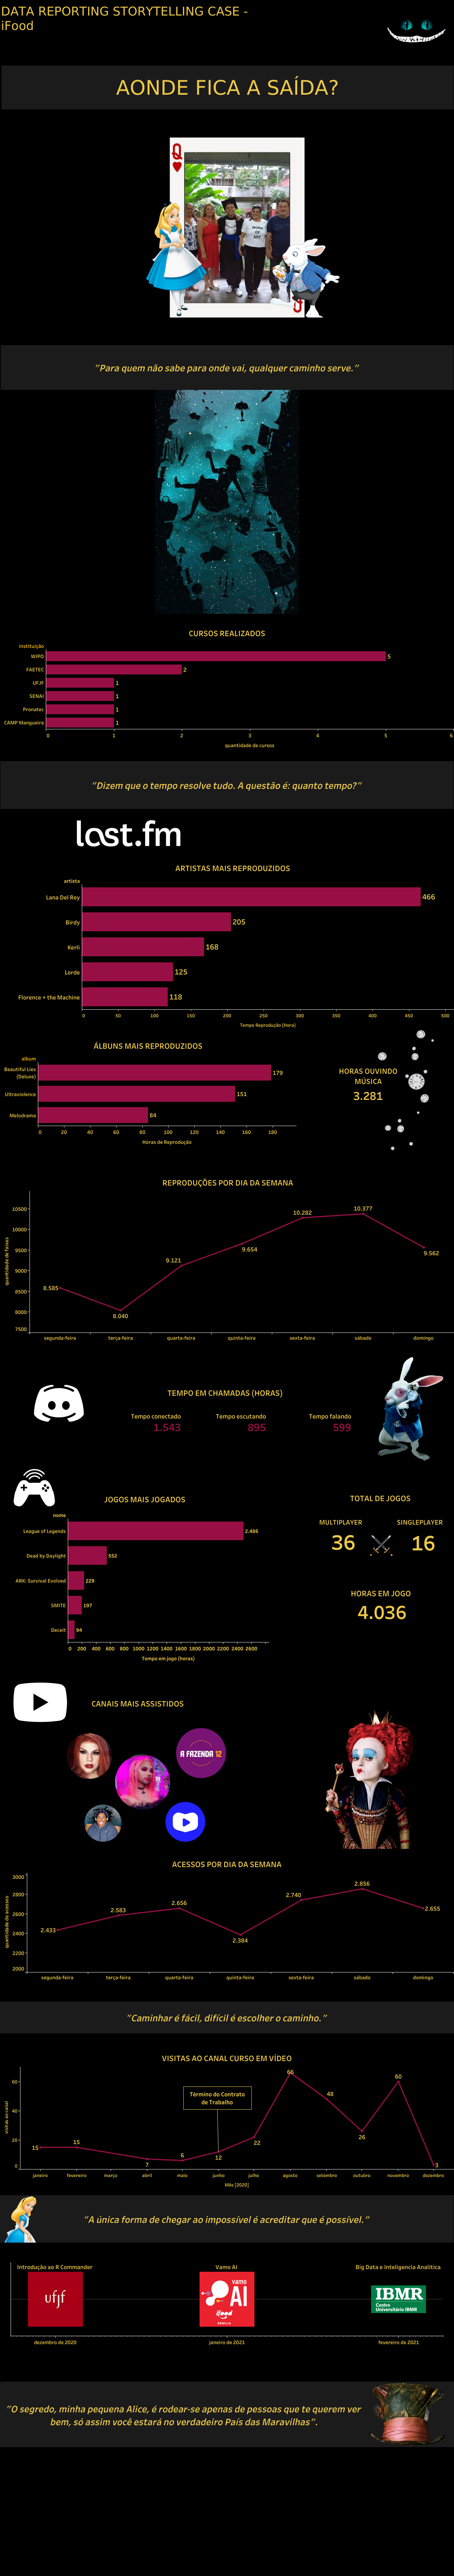 DATA REPORTING STORYTELLING CASE -
iFood
AONDE FICA A SAÍDA?
Q
"Para quem não sabe para onde vai, qualquer caminho serve."
CURSOS REALIZADOS
instituição
WIPO 5
FAETEC 2
UFJF 1
SENAI 1
Pronatec 1
CAMP Mangueira 1
0 1 2 3 4 5 6
quantidade de cursos
"Dizem que o tempo resolve tudo. A questão é: quanto tempo?"
lost.fm
ARTISTAS MAIS REPRODUZIDOS
artista
Lana Del Rey 466
Birdy 205
Kerli 168
Lorde 125
Florence + the Machine 118
0 50 100 150 200 250 300 350 400 450 500
Tempo Reprodução (Hora)
ÁLBUNS MAIS REPRODUZIDOS
album
Beautiful Lies
(Deluxe) 179
Ultraviolence 151
Melodrama 84
0 20 40 60 80 100 120 140 160 180
Horas de Reprodução
HORAS OUVINDO
MÚSICA
3.281
REPRODUÇÕES POR DIA DA SEMANA
quantidade de faixas
10500
10000
9500
9000
8500
8000
7500
8.585
8.040
9.121
9.654
10.282
10.377
9.562
segunda-feira terça-feira quarta-feira quinta-feira sexta-feira sábado domingo
TEMPO EM CHAMADAS (HORAS)
Tempo conectado Tempo escutando Tempo falando
1.543 895 599
JOGOS MAIS JOGADOS
nome
League of Legends 2.486
Dead by Daylight 552
ARK: Survival Evolved 229
SMITE 197
Deceit 94
0 200 400 600 800 1000 1200 1400 1600 1800 2000 2200 2400 2600
Tempo em jogo (horas)
TOTAL DE JOGOS
MULTIPLAYER SINGLEPLAYER
36 16
HORAS EM JOGO
4.036
CANAIS MAIS ASSISTIDOS
A FAZENDA 12
ACESSOS POR DIA DA SEMANA
quantidade de acessos
3000
2800
2600
2400
2200
2000
2.433
2.583
2.656
2.384
2.740
2.856
2.655
segunda-feira terça-feira quarta-feira quinta-feira sexta-feira sábado domingo
"Caminhar é fácil, difícil é escolher o caminho."
VISITAS AO CANAL CURSO EM VÍDEO
visitas ao canal
60
40
20
0
15
15
7
6
12
22
66
48
26
60
3
Término do Contrato
de Trabalho
janeiro fevereiro março abril maio junho julho agosto setembro outubro novembro dezembro
Mês [2020]
"A única forma de chegar ao impossível é acreditar que é possível."
Introdução ao R Commander Vamo AI Big Data e Inteligencia Analitica
ufjf
vamo
AI
ifood
IBMR
Centro
Universitário IBMR
dezembro de 2020 janeiro de 2021 fevereiro de 2021
"O segredo, minha pequena Alice, é rodear-se apenas de pessoas que te querem ver
bem, só assim você estará no verdadeiro País das Maravilhas".